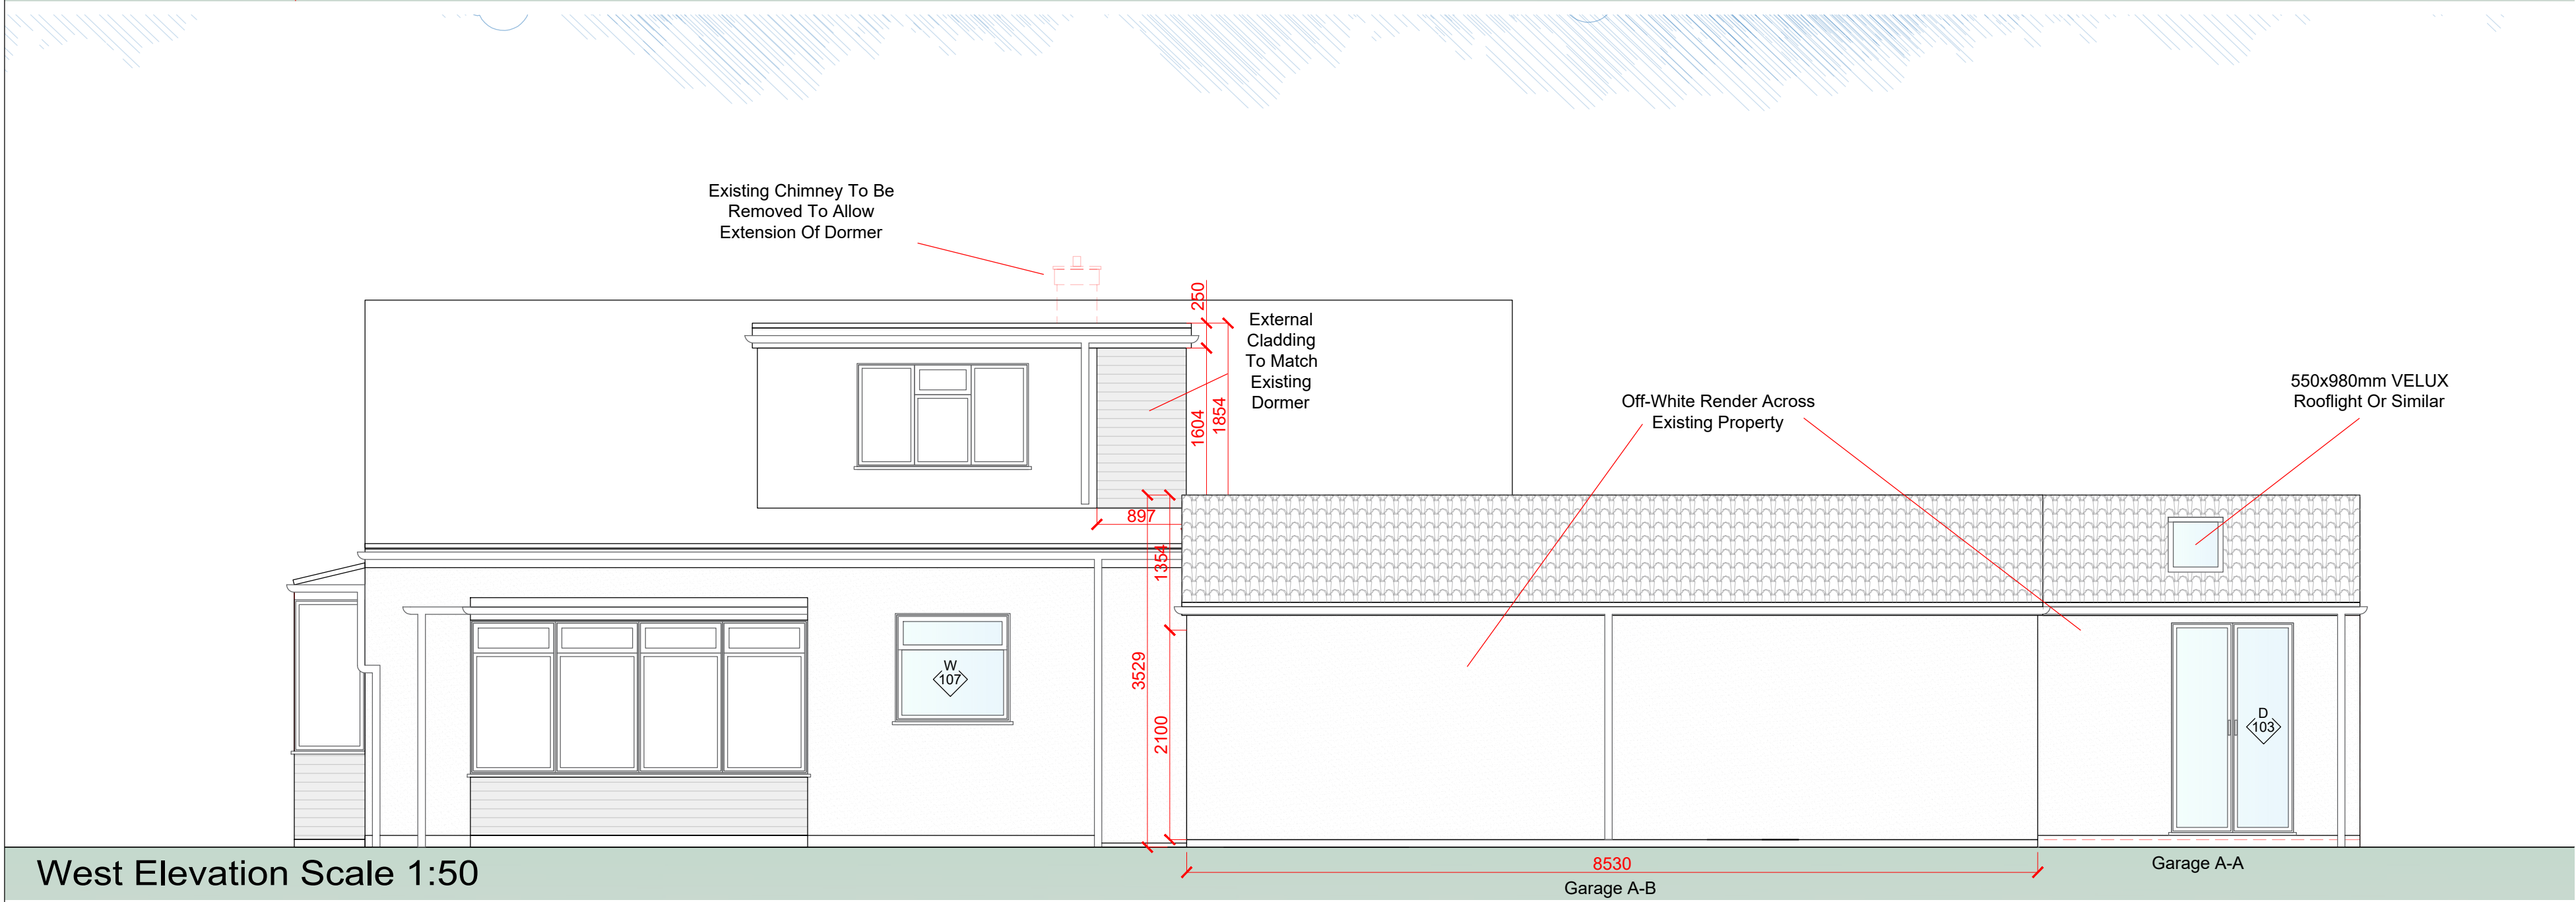 Existing Chimney To Be
Removed To Allow
Extension Of Dormer
250
External
Cladding
To Match
Existing
Dormer
1604
1854
Off-White Render Across
Existing Property
550x980mm VELUX
Rooflight Or Similar
897
1354
3529
2100
W
107
D
103
West Elevation Scale 1:50
8530
Garage A-B
Garage A-A